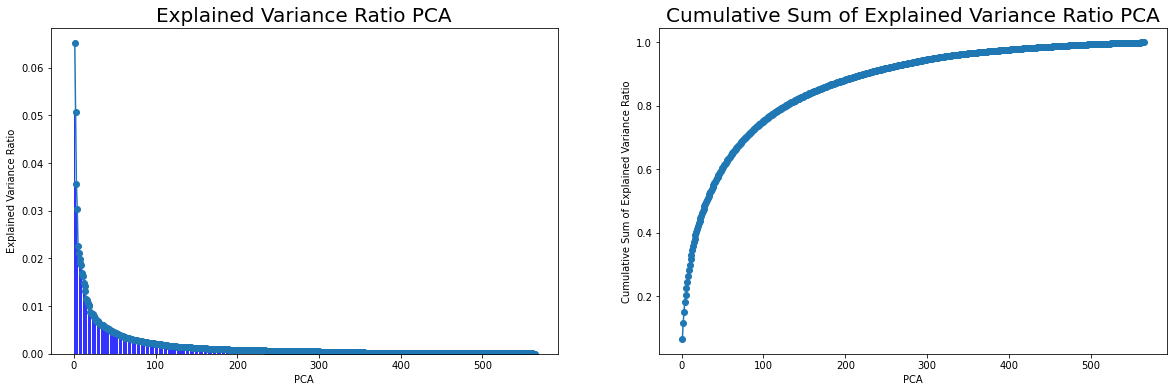 Explained Variance Ratio PCA
Explained Variance Ratio
0.06
0.05
0.04
0.03
0.02
0.01
0.00
0 100 200 300 400 500
PCA
Cumulative Sum of Explained Variance Ratio PCA
Cumulative Sum of Explained Variance Ratio
1.0
0.8
0.6
0.4
0.2
0 100 200 300 400 500
PCA